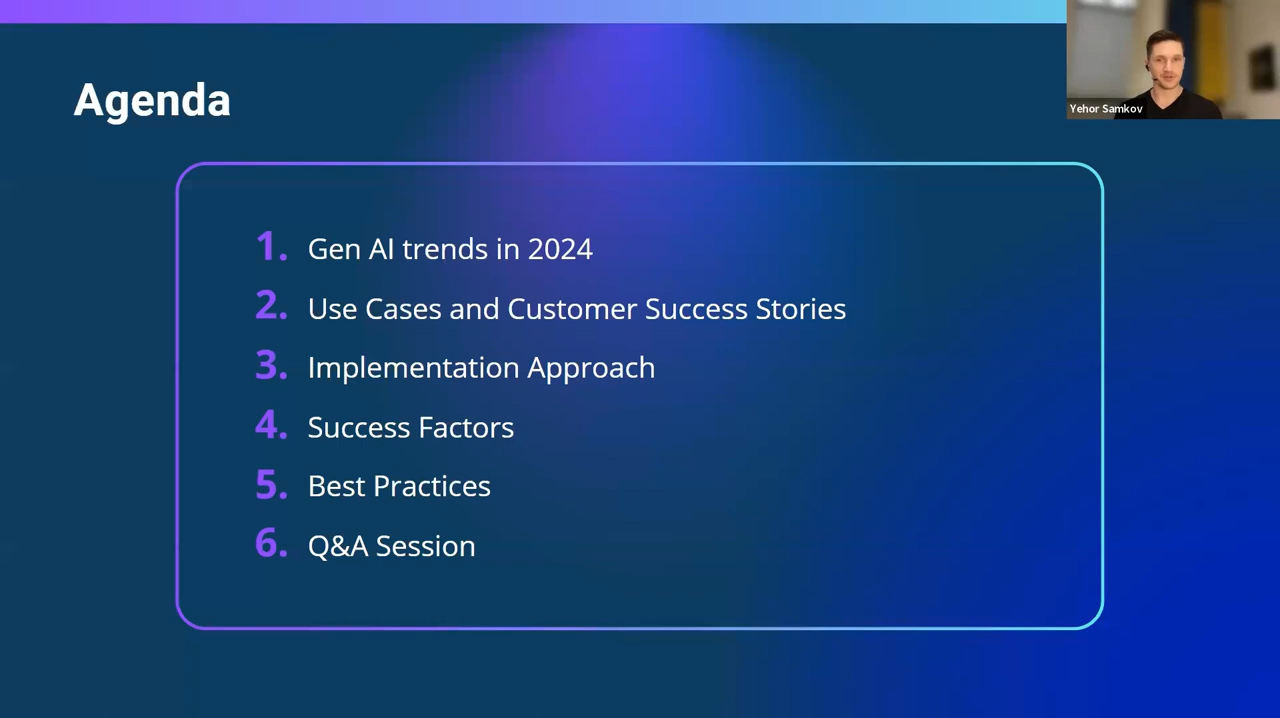 Agenda
Yehor Samkov
1. Gen AI trends in 2024
2. Use Cases and Customer Success Stories
3. Implementation Approach
4. Success Factors
5. Best Practices
6. Q&A Session